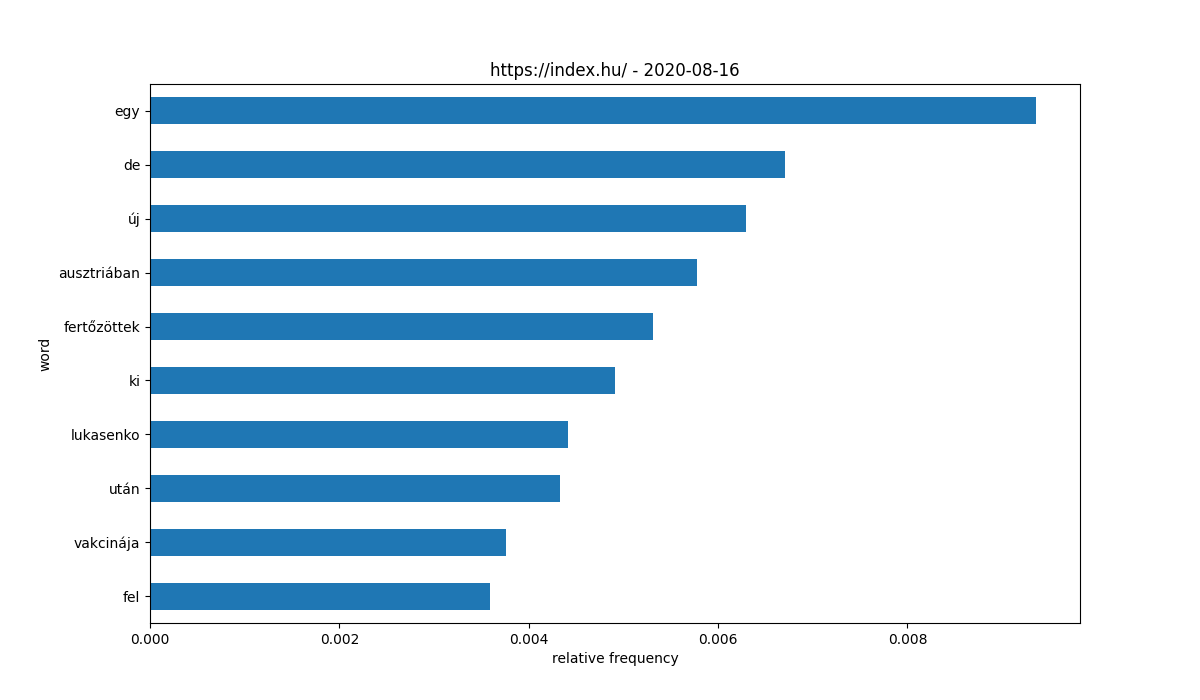 https://index.hu/ - 2020-08-16
egy
de
új
ausztriában
fertőzöttek
ki
lukasenko
után
vakcinája
fel
word
0.000 0.002 0.004 0.006 0.008
relative frequency